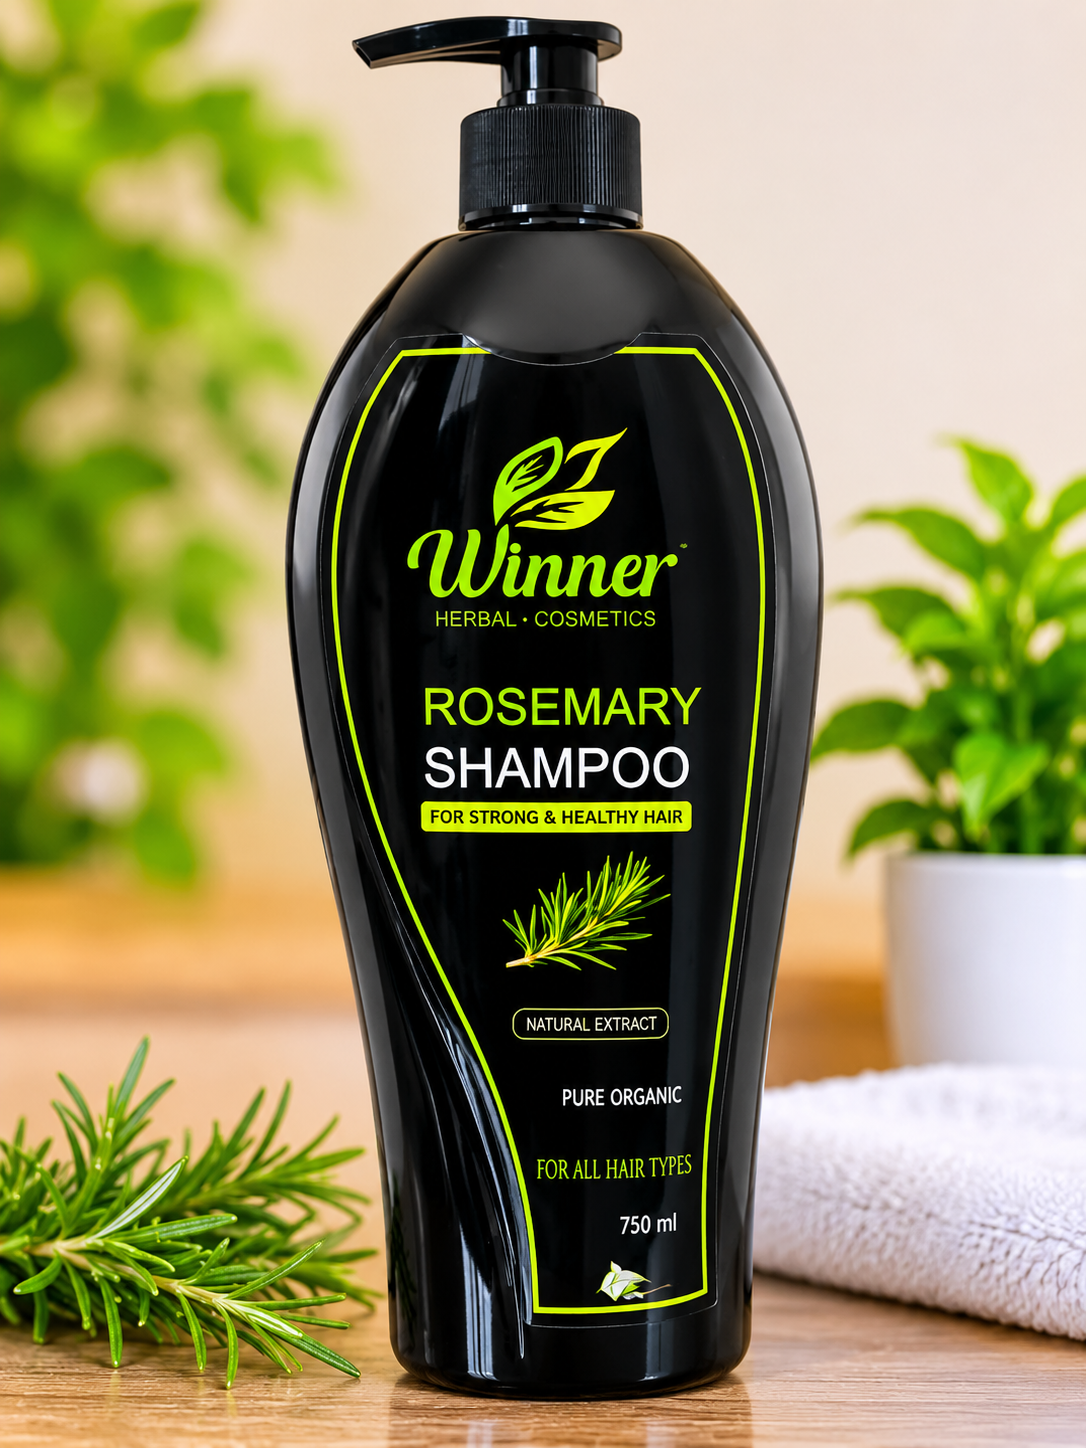 Winner
HERBAL • COSMETICS
ROSEMARY
SHAMPOO
FOR STRONG & HEALTHY HAIR
NATURAL EXTRACT
PURE ORGANIC
FOR ALL HAIR TYPES
750 ml